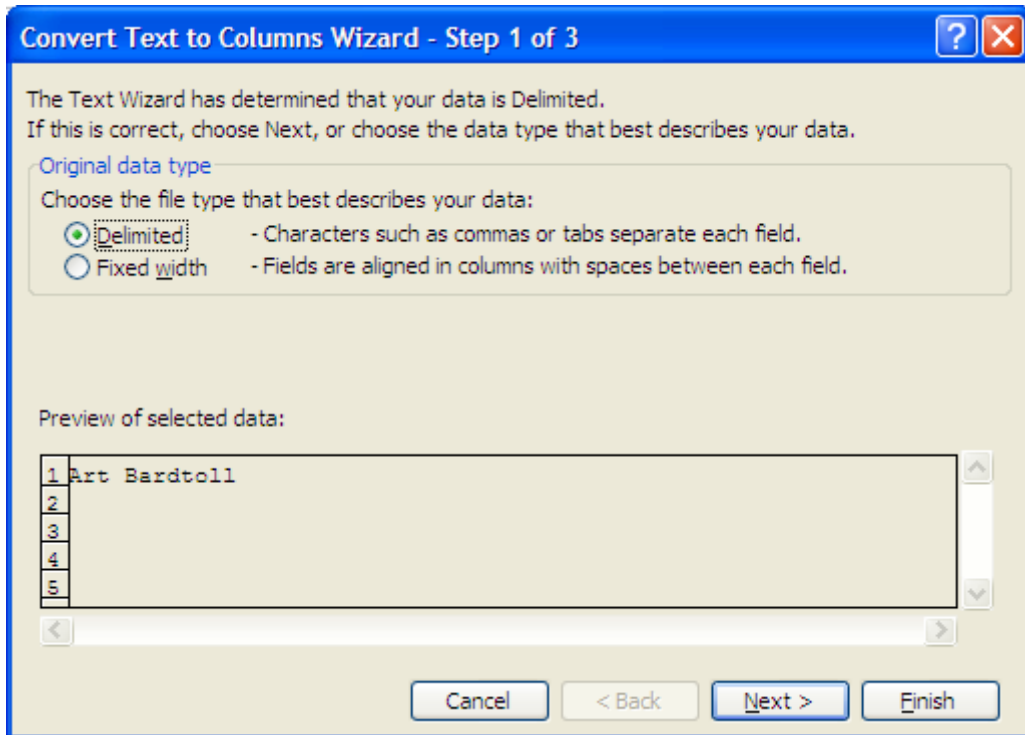 Convert Text to Columns Wizard - Step 1 of 3
?
The Text Wizard has determined that your data is Delimited.
If this is correct, choose Next, or choose the data type that best describes your data.
Original data type
Choose the file type that best describes your data:
Delimited - Characters such as commas or tabs separate each field.
Fixed width - Fields are aligned in columns with spaces between each field.
Preview of selected data:
1 Art Bardtoll
2
3
4
5
Cancel < Back Next > Finish